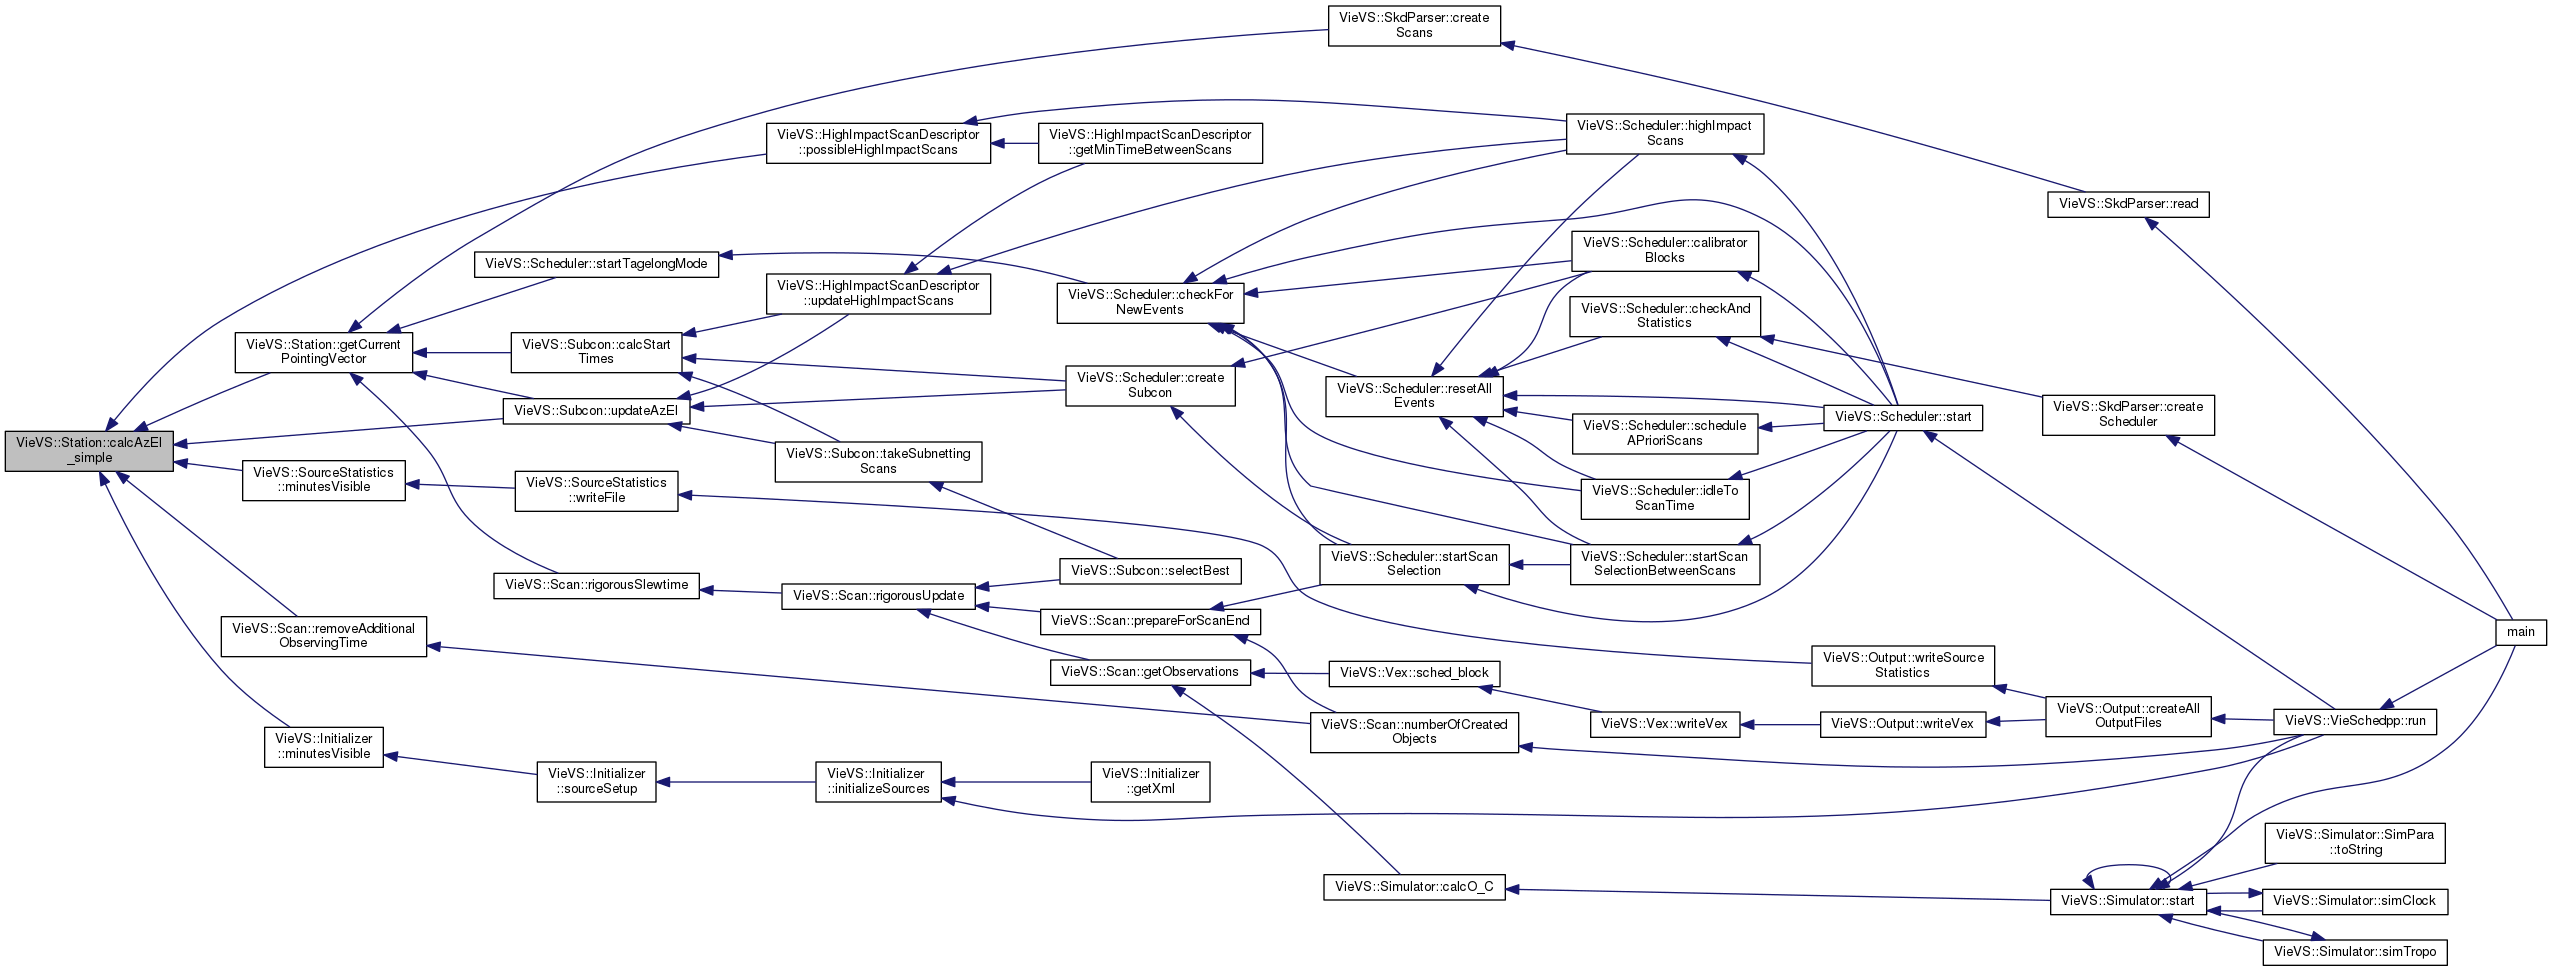 VieVS::SkdParser::create
Scans
VieVS::HighImpactScanDescriptor
::possibleHighImpactScans
VieVS::HighImpactScanDescriptor
::getMinTimeBetweenScans
VieVS::Scheduler::highImpact
Scans
VieVS::SkdParser::read
VieVS::Scheduler::startTagelongMode
VieVS::HighImpactScanDescriptor
::updateHighImpactScans
VieVS::Scheduler::checkFor
NewEvents
VieVS::Scheduler::calibrator
Blocks
VieVS::Scheduler::checkAnd
Statistics
VieVS::Station::getCurrent
PointingVector
VieVS::Subcon::calcStart
Times
VieVS::Scheduler::create
Subcon
VieVS::Scheduler::resetAll
Events
VieVS::Subcon::updateAzEl
VieVS::Scheduler::start
VieVS::SkdParser::create
Scheduler
VieVS::Scheduler::schedule
APrioriScans
VieVS::Station::calcAzEl
_simple
VieVS::Subcon::takeSubnetting
Scans
VieVS::SourceStatistics
::minutesVisible
VieVS::SourceStatistics
::writeFile
VieVS::Scheduler::idleTo
ScanTime
VieVS::Scheduler::startScan
Selection
VieVS::Scheduler::startScan
SelectionBetweenScans
VieVS::Subcon::selectBest
VieVS::Scan::rigorousSlewtime
VieVS::Scan::rigorousUpdate
VieVS::Scan::prepareForScanEnd
main
VieVS::Scan::removeAdditional
ObservingTime
VieVS::Scan::getObservations
VieVS::Vex::sched_block
VieVS::Output::writeSource
Statistics
VieVS::Scan::numberOfCreated
Objects
VieVS::Vex::writeVex
VieVS::Output::writeVex
VieVS::Output::createAll
OutputFiles
VieVS::VieSchedpp::run
VieVS::Initializer
::minutesVisible
VieVS::Initializer
::sourceSetup
VieVS::Initializer
::initializeSources
VieVS::Initializer
::getXml
VieVS::Simulator::SimPara
::toString
VieVS::Simulator::calcO_C
VieVS::Simulator::start
VieVS::Simulator::simClock
VieVS::Simulator::simTropo